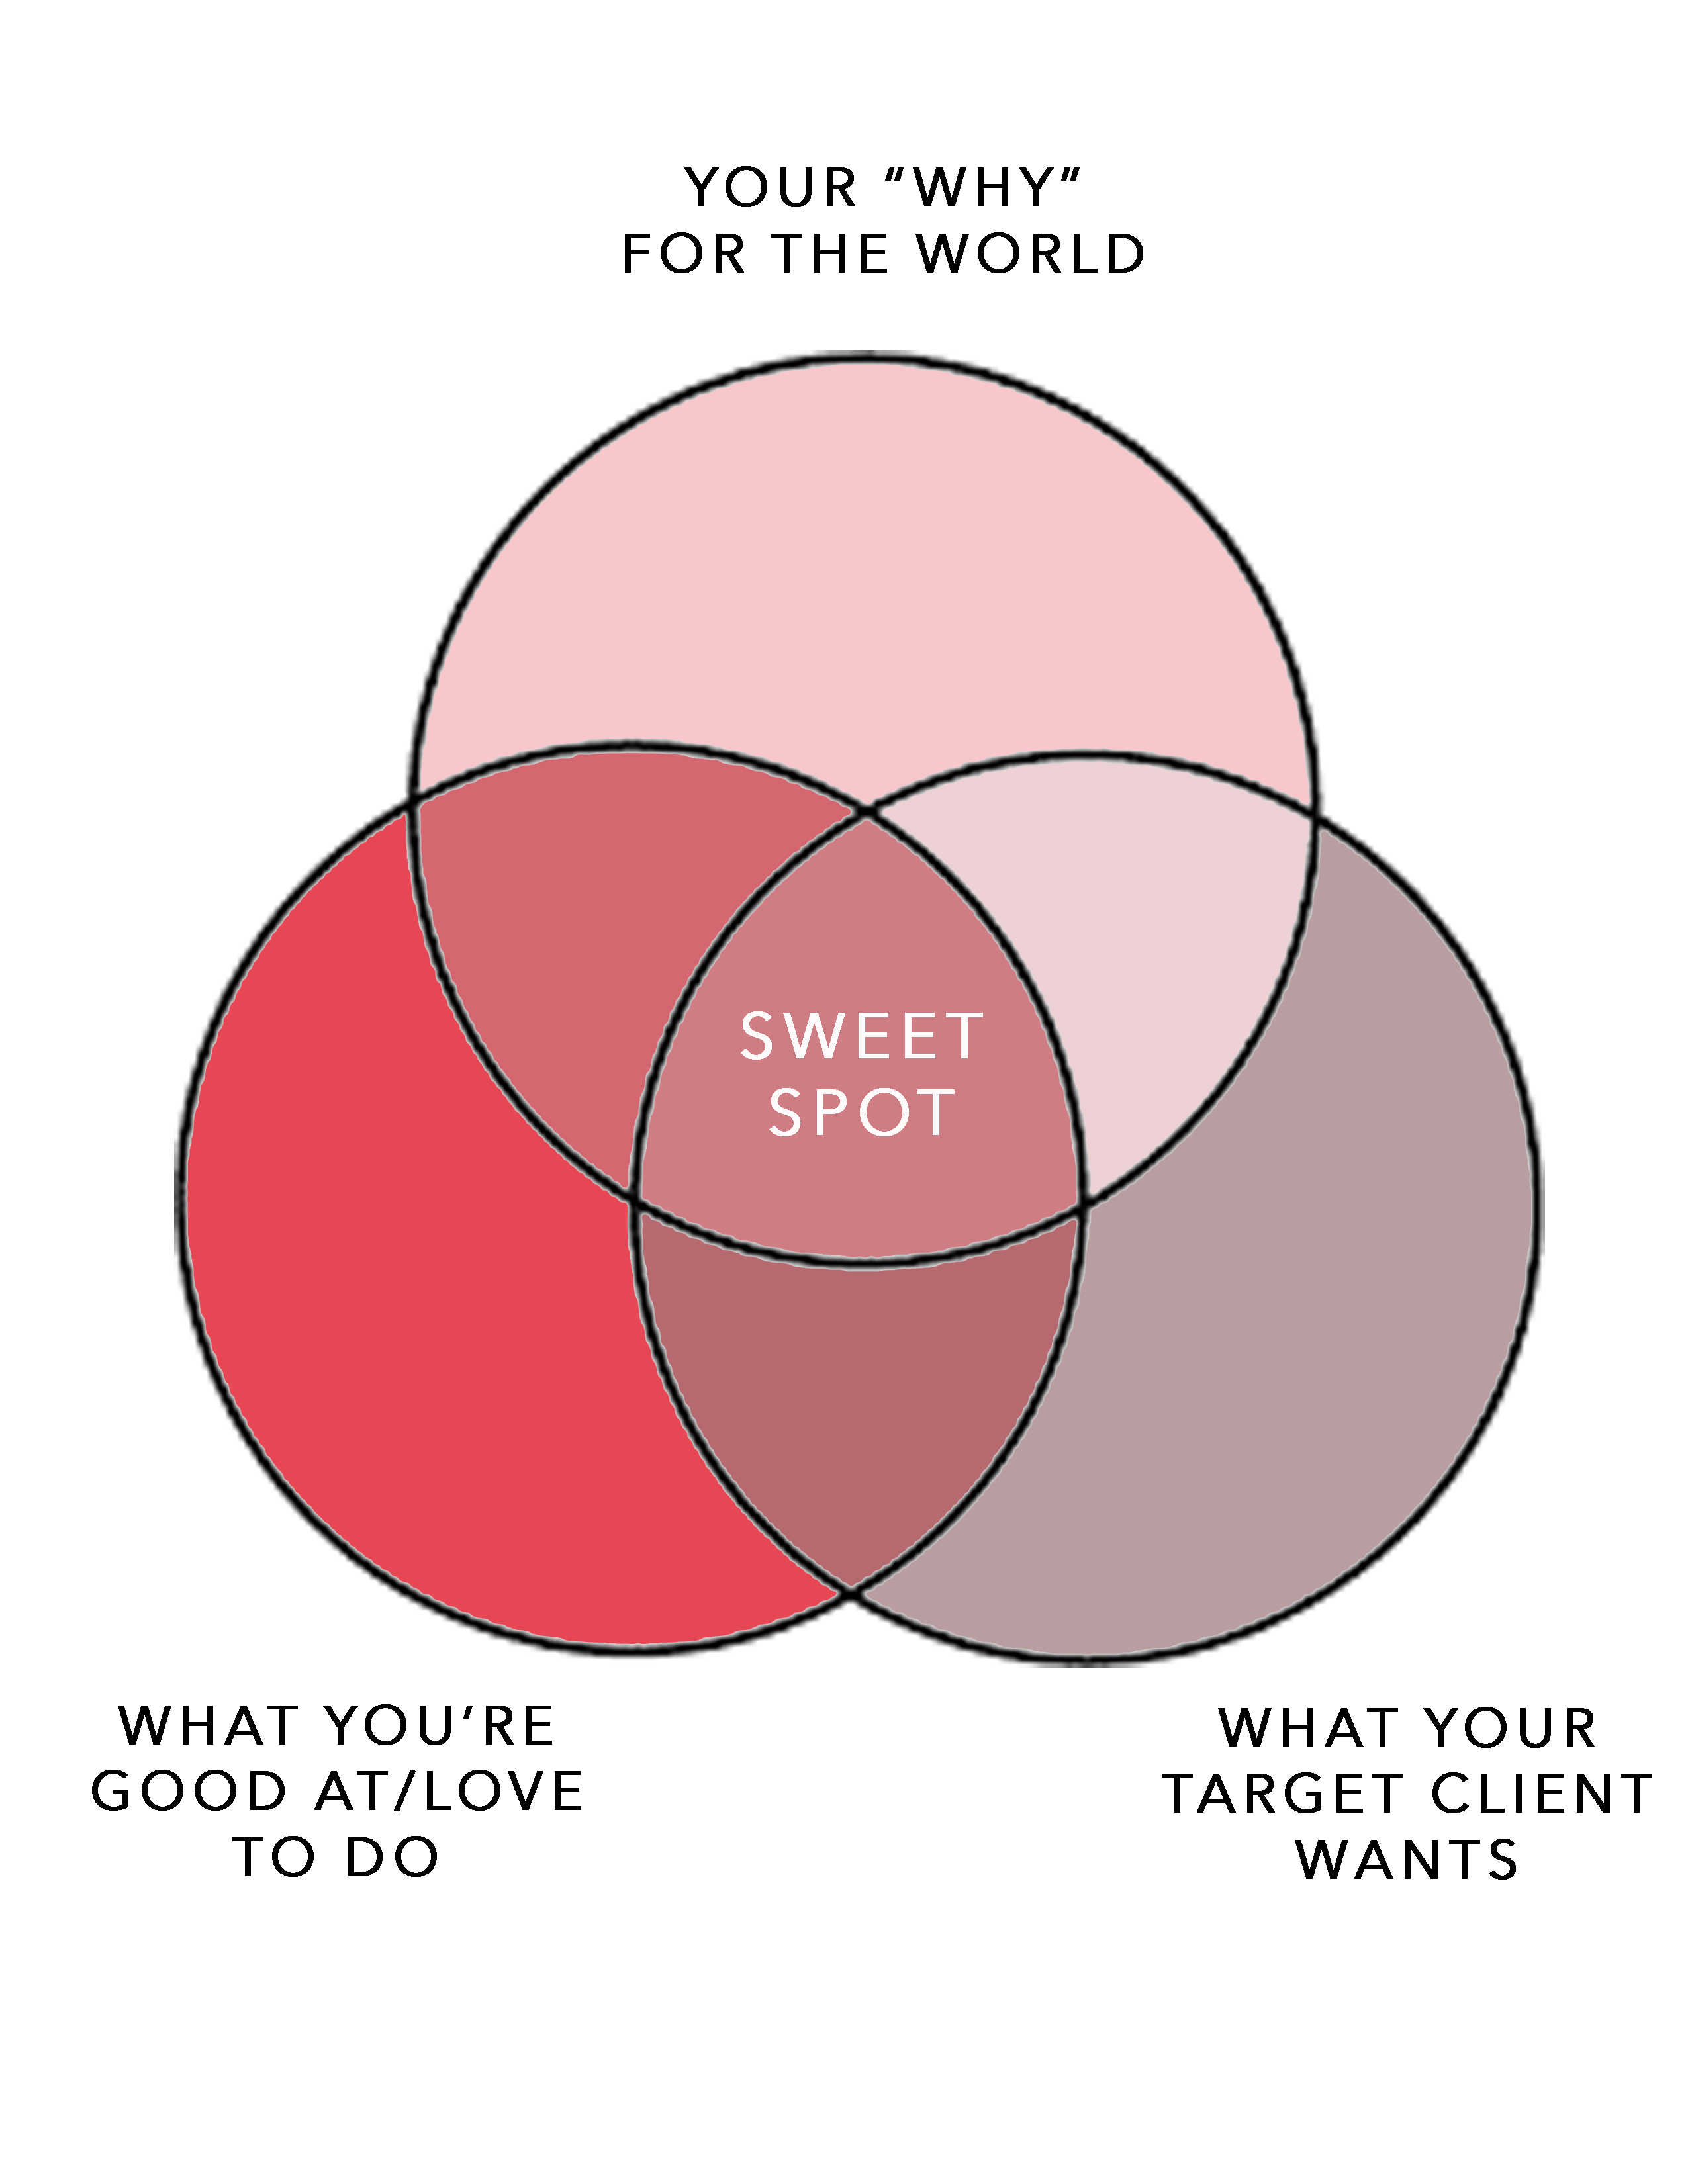 YOUR “WHY”
FOR THE WORLD
SWEET
SPOT
WHAT YOU’RE
GOOD AT/LOVE
TO DO
WHAT YOUR
TARGET CLIENT
WANTS